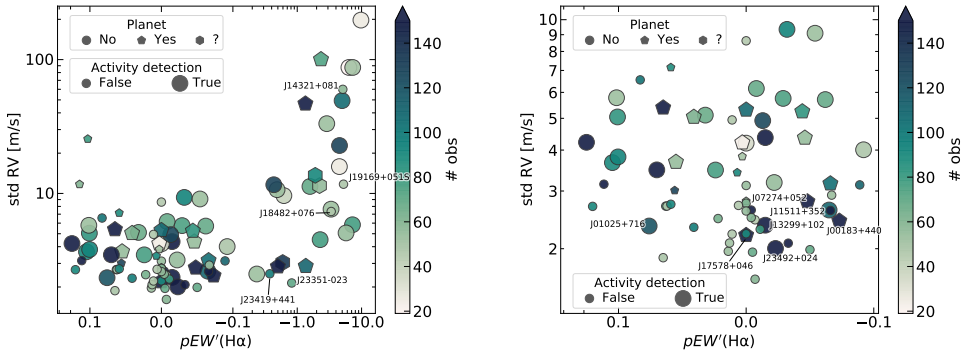 Planet
No Yes ?
Activity detection
False True
J14321+081
J19169+0515
J18482+076
J23351-023
J23419+441
100
10
std RV [m/s]
0.1 0.0 −0.1 −1.0 −10.0
pEW′(Hα)
140
120
100
80
60
40
20
# obs
Planet
No Yes ?
J07274+052
J11511+352
J01025+716
J13299+102
J00183+440
J17578+046
J23492+024
Activity detection
False True
10
9
8
7
6
5
4
3
2
std RV [m/s]
0.1 0.0 −0.1
pEW′(Hα)
140
120
100
80
60
40
20
# obs